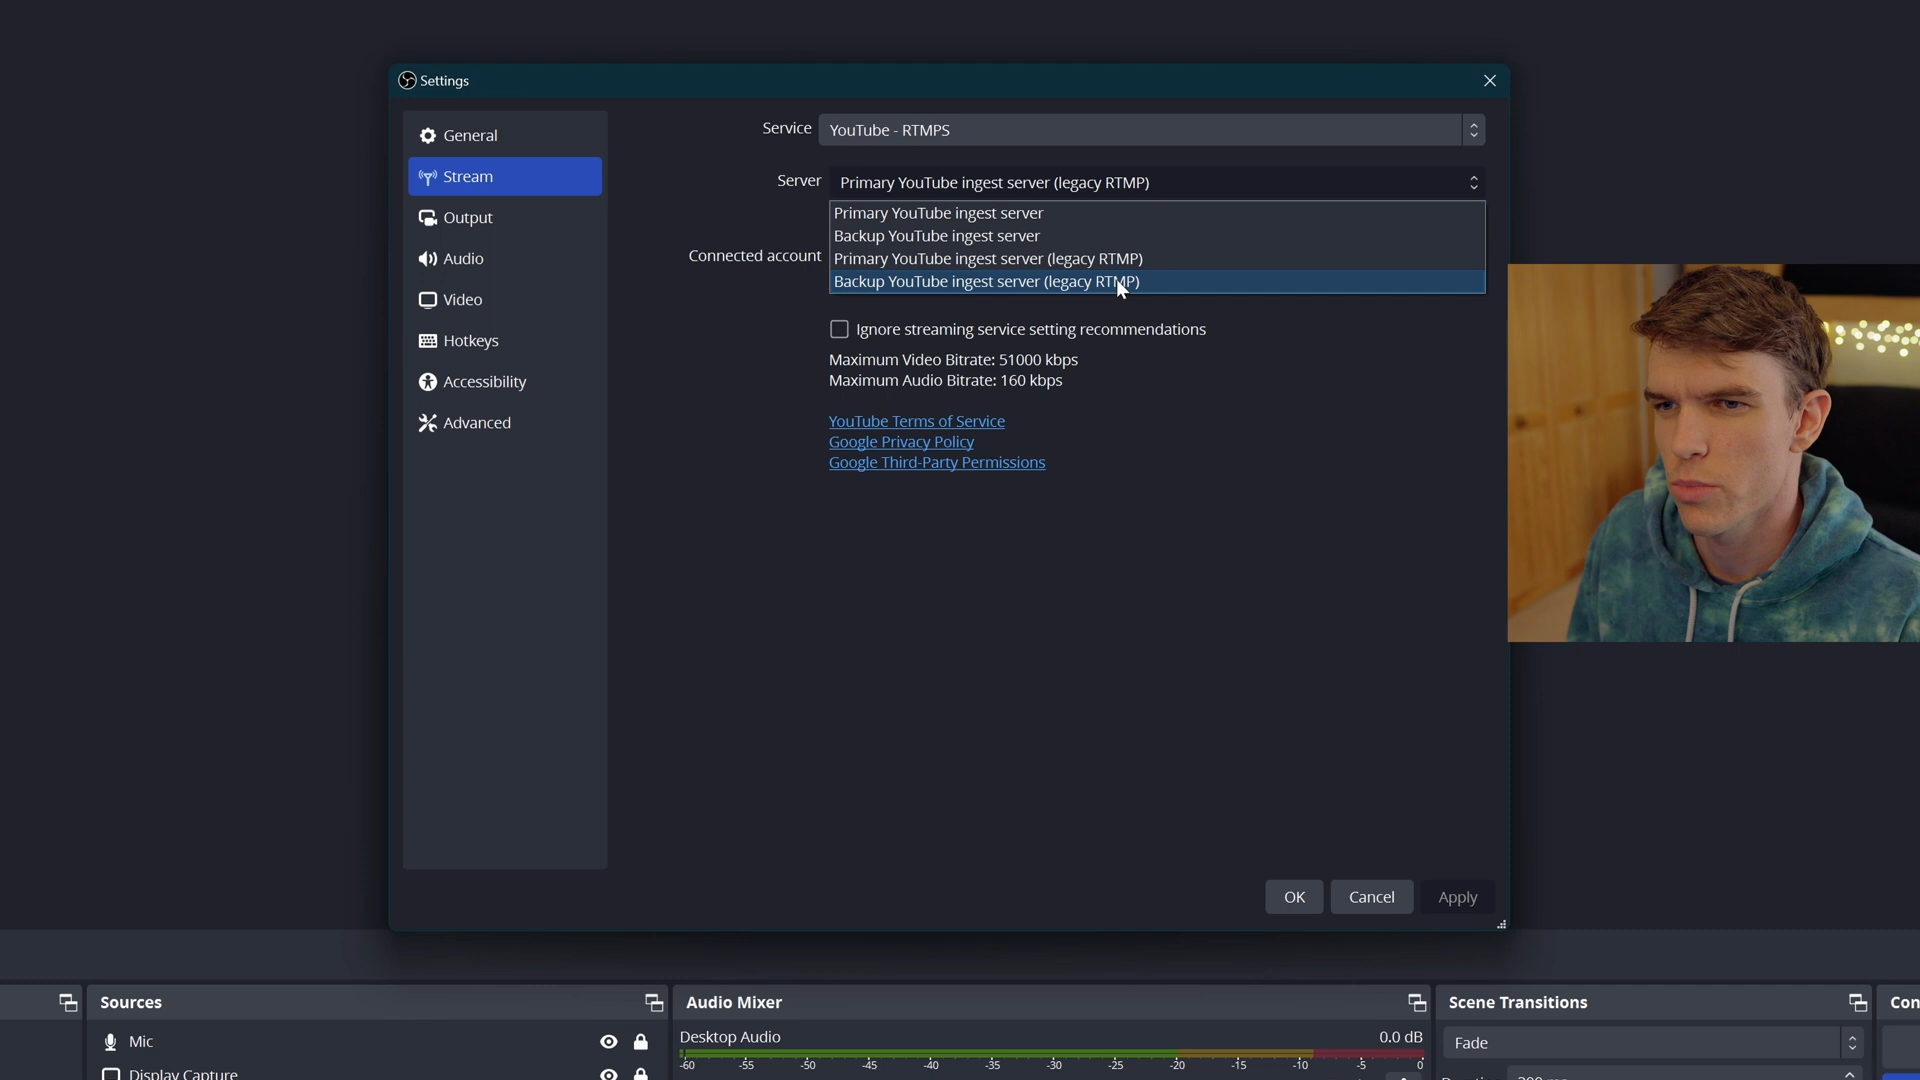 Settings
General
Stream
Output
Audio
Video
Hotkeys
Accessibility
Advanced
Service
YouTube - RTMPS
Server
Primary YouTube ingest server (legacy RTMP)
Primary YouTube ingest server
Backup YouTube ingest server
Primary YouTube ingest server (legacy RTMP)
Backup YouTube ingest server (legacy RTMP)
Connected account
Ignore streaming service setting recommendations
Maximum Video Bitrate: 51000 kbps
Maximum Audio Bitrate: 160 kbps
YouTube Terms of Service
Google Privacy Policy
Google Third-Party Permissions
OK Cancel Apply
Sources
Mic
Display Capture
Audio Mixer
Desktop Audio 0.0 dB
-60 -55 -50 -45 -40 -35 -30 -25 -20 -15 -10 -5 0
Scene Transitions
Fade
Con